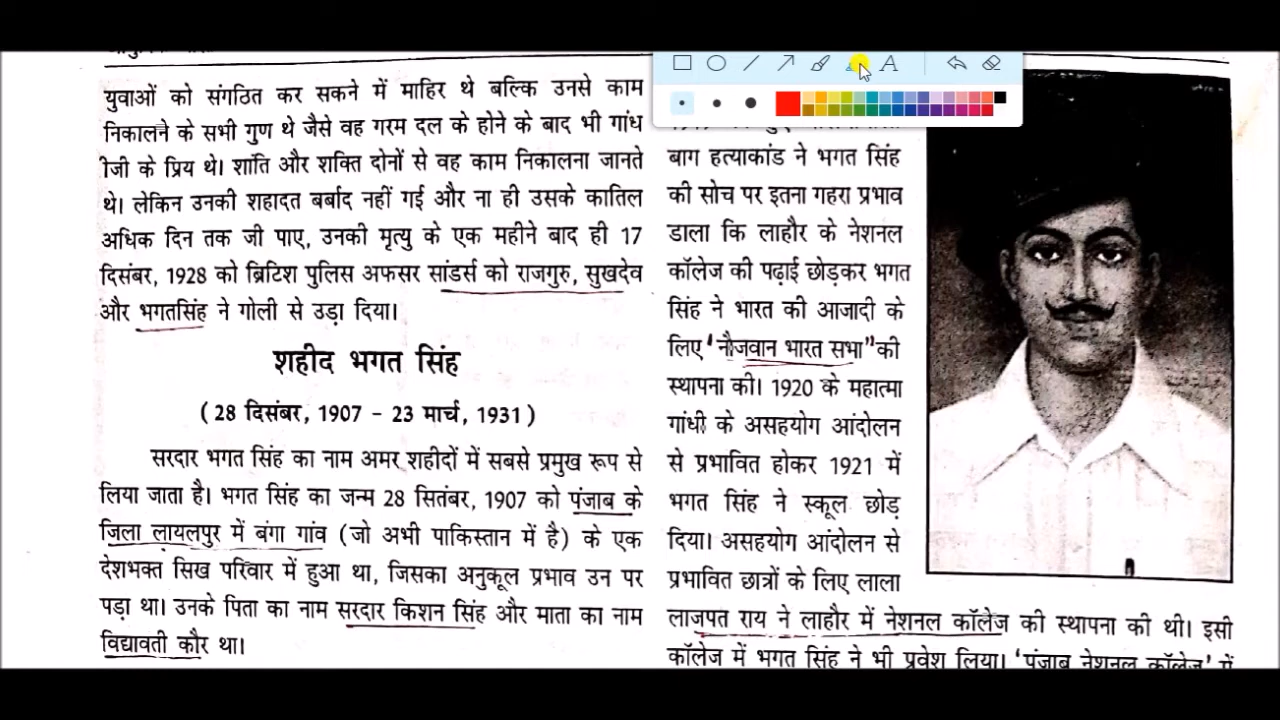 युवाओं को संगठित कर सकने में माहिर थे बल्कि उनसे काम
निकालने के सभी गुण थे जैसे वह गरम दल के होने के बाद भी गांध
ीजी के प्रिय थे। शांति और शक्ति दोनों से वह काम निकालना जानते
थे। लेकिन उनकी शहादत बर्बाद नहीं गई और ना ही उसके कातिल
अधिक दिन तक जी पाए, उनकी मृत्यु के एक महीने बाद ही 17
दिसंबर, 1928 को ब्रिटिश पुलिस अफसर सांडर्स को राजगुरु, सुखदेव
और भगतसिंह ने गोली से उड़ा दिया।
शहीद भगत सिंह
( 28 दिसंबर, 1907 - 23 मार्च, 1931 )
सरदार भगत सिंह का नाम अमर शहीदों में सबसे प्रमुख रूप से
लिया जाता है। भगत सिंह का जन्म 28 सितंबर, 1907 को पंजाब के
जिला लायलपुर में बंगा गांव (जो अभी पाकिस्तान में है) के एक
देशभक्त सिख परिवार में हुआ था, जिसका अनुकूल प्रभाव उन पर
पड़ा था। उनके पिता का नाम सरदार किशन सिंह और माता का नाम
विद्यावती कौर था।
A
बाग हत्याकांड ने भगत सिंह
की सोच पर इतना गहरा प्रभाव
डाला कि लाहौर के नेशनल
कॉलेज की पढ़ाई छोड़कर भगत
सिंह ने भारत की आजादी के
लिए ‘नौजवान भारत सभा” की
स्थापना की। 1920 के महात्मा
गांधी के असहयोग आंदोलन
से प्रभावित होकर 1921 में
भगत सिंह ने स्कूल छोड़
दिया। असहयोग आंदोलन से
प्रभावित छात्रों के लिए लाला
लाजपत राय ने लाहौर में नेशनल कॉलेज की स्थापना की थी। इसी
कॉलेज में भगत सिंह ने भी प्रवेश लिया। ‘पंजाब नेशनल कॉलेज’ में